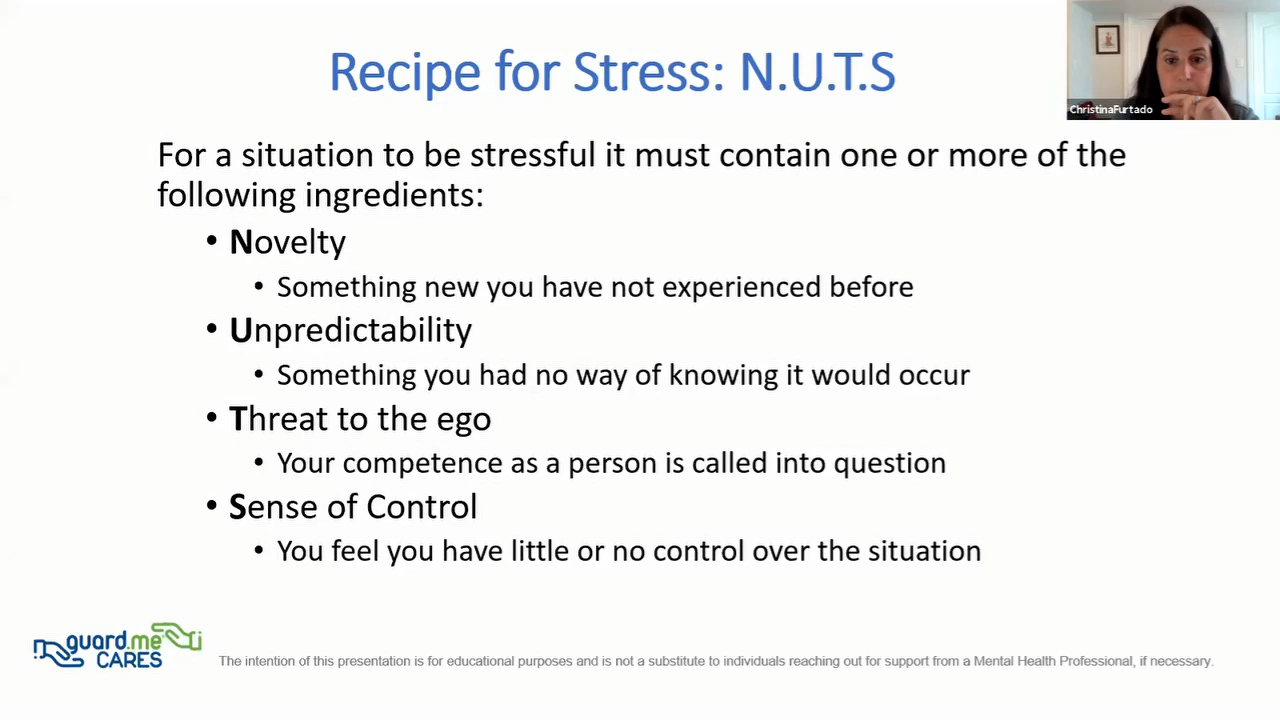 Recipe for Stress: N.U.T.S
ChristinaFurtado
For a situation to be stressful it must contain one or more of the
following ingredients:
• Novelty
• Something new you have not experienced before
• Unpredictability
• Something you had no way of knowing it would occur
• Threat to the ego
• Your competence as a person is called into question
• Sense of Control
• You feel you have little or no control over the situation
guard.me
CARES
The intention of this presentation is for educational purposes and is not a substitute to individuals reaching out for support from a Mental Health Professional, if necessary.